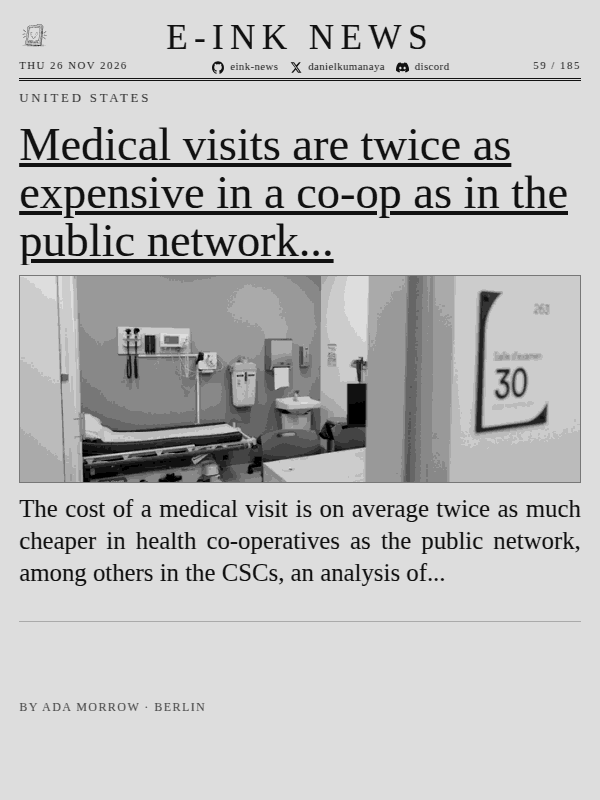 E-INK NEWS
THU 26 NOV 2026
eink-news danielkumanaya discord
59 / 185
UNITED STATES
Medical visits are twice as
expensive in a co-op as in the
public network...
263
Salle d'examen
30
The cost of a medical visit is on average twice as much
cheaper in health co-operatives as the public network,
among others in the CSCs, an analysis of...
BY ADA MORROW · BERLIN